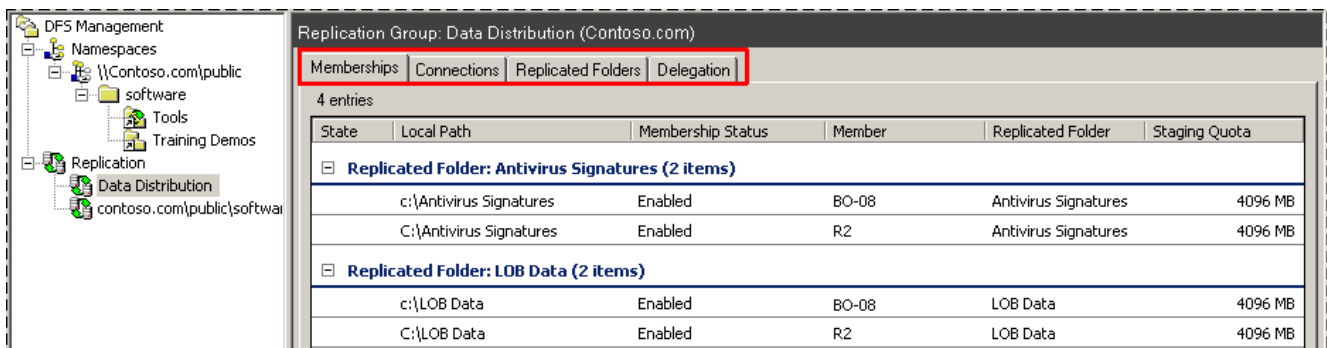 DFS Management
Namespaces
\\Contoso.com\public
software
Tools
Training Demos
Replication
Data Distribution
contoso.com\public\softwar
Replication Group: Data Distribution (Contoso.com)
Memberships Connections Replicated Folders Delegation
4 entries
State Local Path Membership Status Member Replicated Folder Staging Quota
Replicated Folder: Antivirus Signatures (2 items)
c:\Antivirus Signatures Enabled BO-08 Antivirus Signatures 4096 MB
C:\Antivirus Signatures Enabled R2 Antivirus Signatures 4096 MB
Replicated Folder: LOB Data (2 items)
c:\LOB Data Enabled BO-08 LOB Data 4096 MB
C:\LOB Data Enabled R2 LOB Data 4096 MB